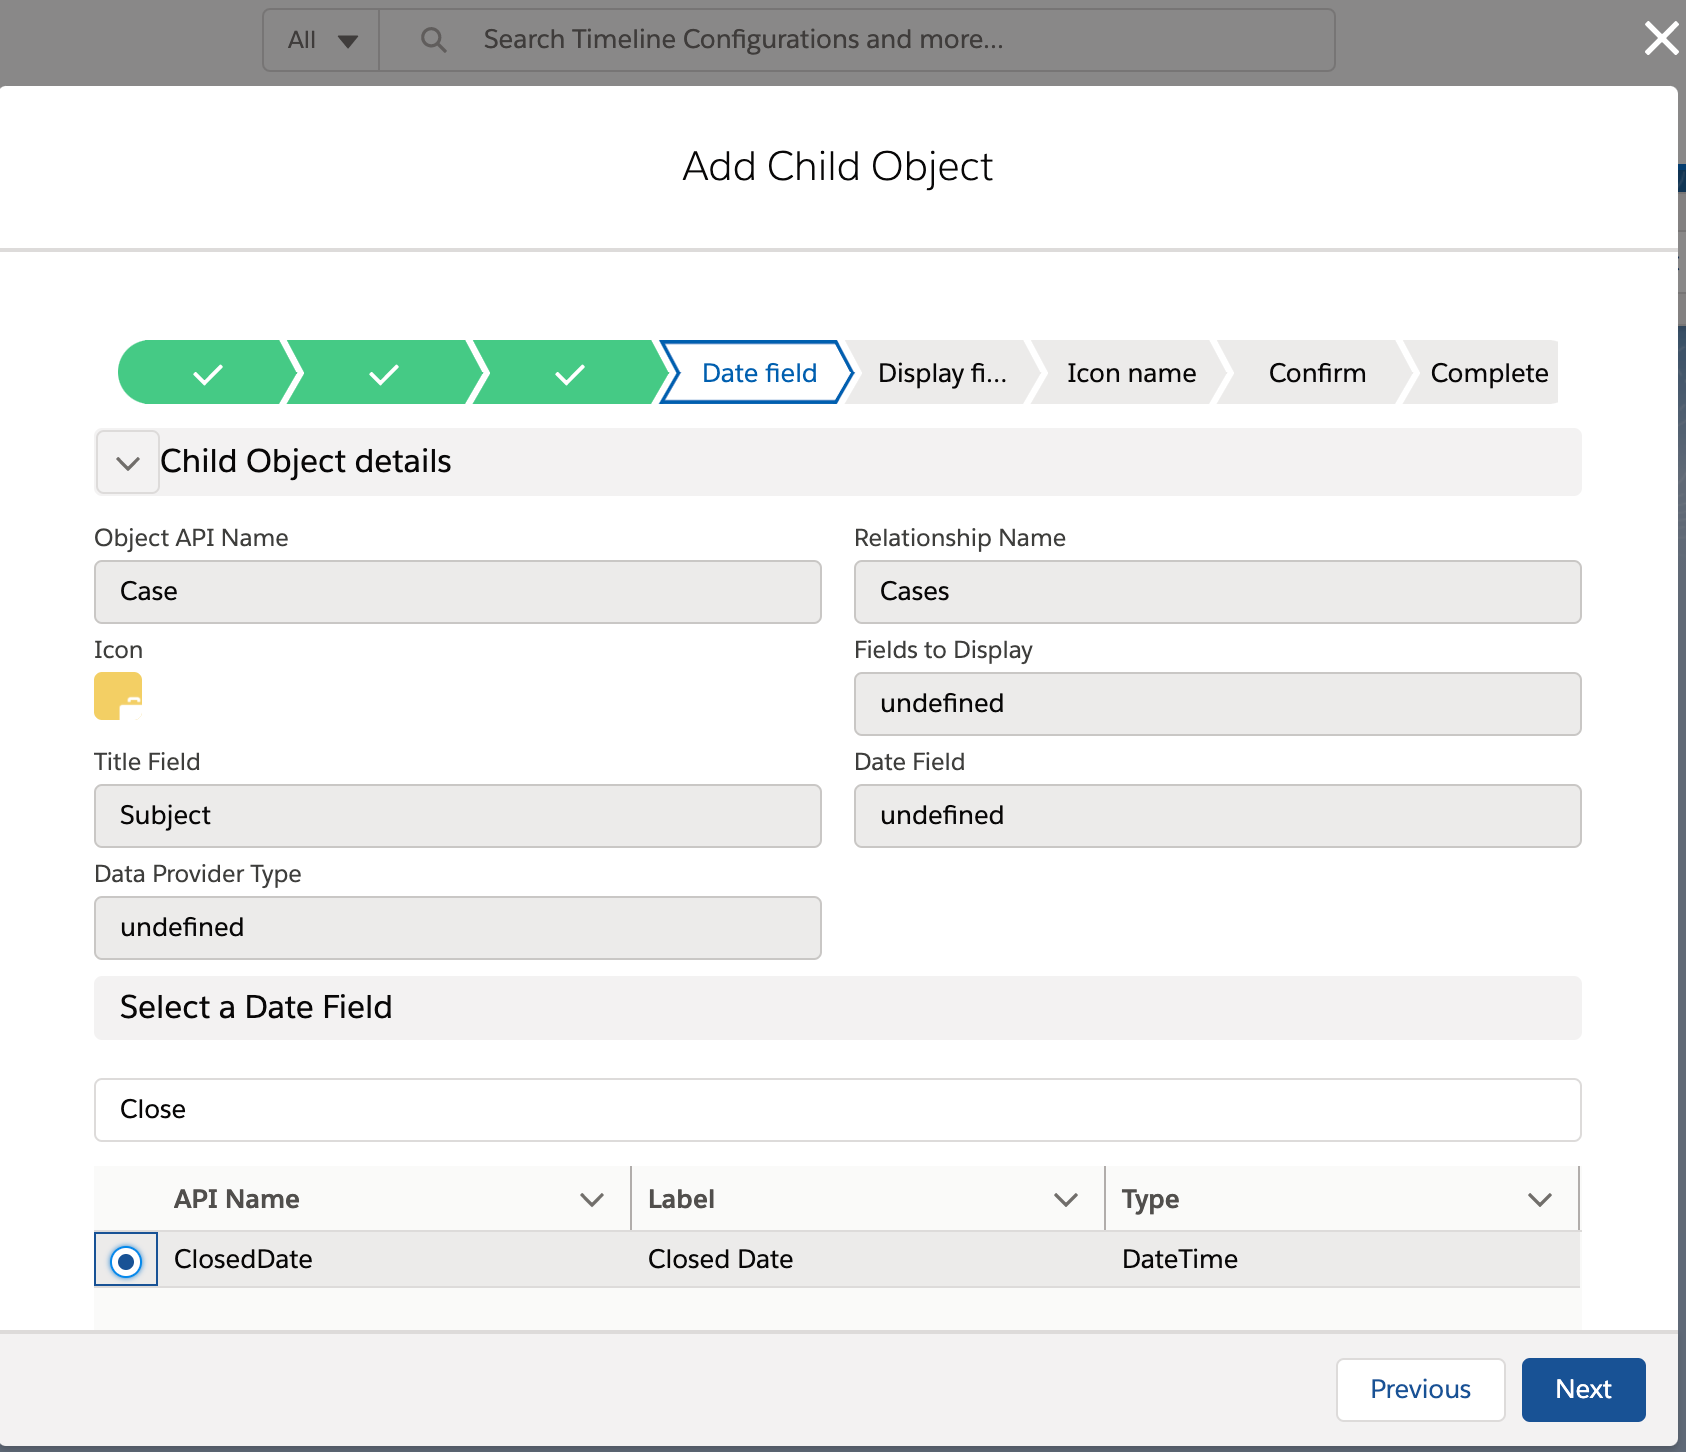 All
Search Timeline Configurations and more...
Add Child Object
Date field
Display fi...
Icon name
Confirm
Complete
Child Object details
Object API Name
Relationship Name
Case
Cases
Icon
Fields to Display
undefined
Title Field
Date Field
Subject
undefined
Data Provider Type
undefined
Select a Date Field
Close
API Name
Label
Type
ClosedDate
Closed Date
DateTime
Previous
Next